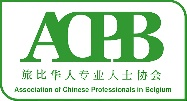 ACPB
旅比华人专业人士协会
Association of Chinese Professionals in Belgium